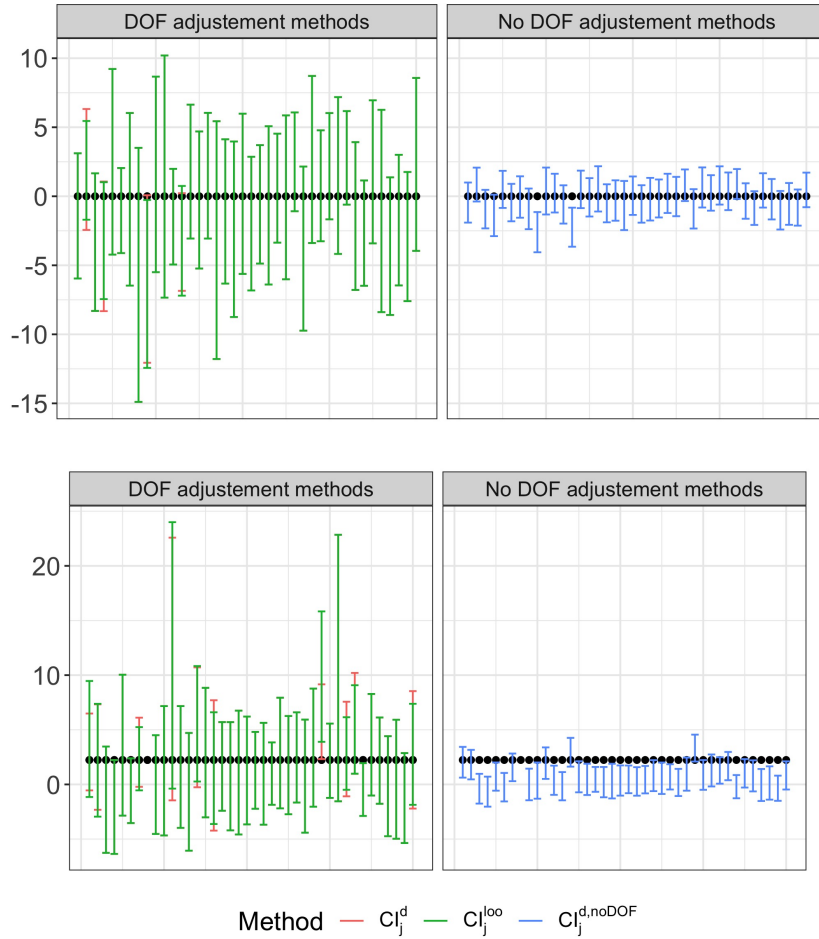 DOF adjustement methods
No DOF adjustement methods
10
5
0
-5
-10
-15
DOF adjustement methods
No DOF adjustement methods
20
10
0
Method CI_j^d CI_j^loo CI_j^d,noDOF